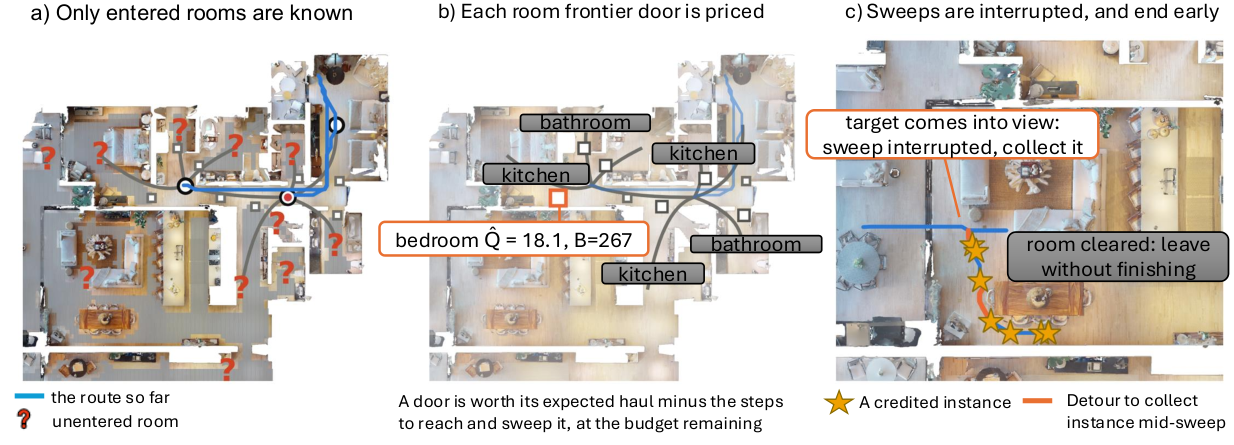 a) Only entered rooms are known
?
?
?
?
?
?
?
?
?
?
?
the route so far
? unentered room
b) Each room frontier door is priced
bathroom
kitchen
kitchen
bedroom Q̂ = 18.1, B=267
bathroom
kitchen
A door is worth its expected haul minus the steps
to reach and sweep it, at the budget remaining
c) Sweeps are interrupted, and end early
target comes into view:
sweep interrupted, collect it
room cleared: leave
without finishing
A credited instance
Detour to collect
instance mid-sweep